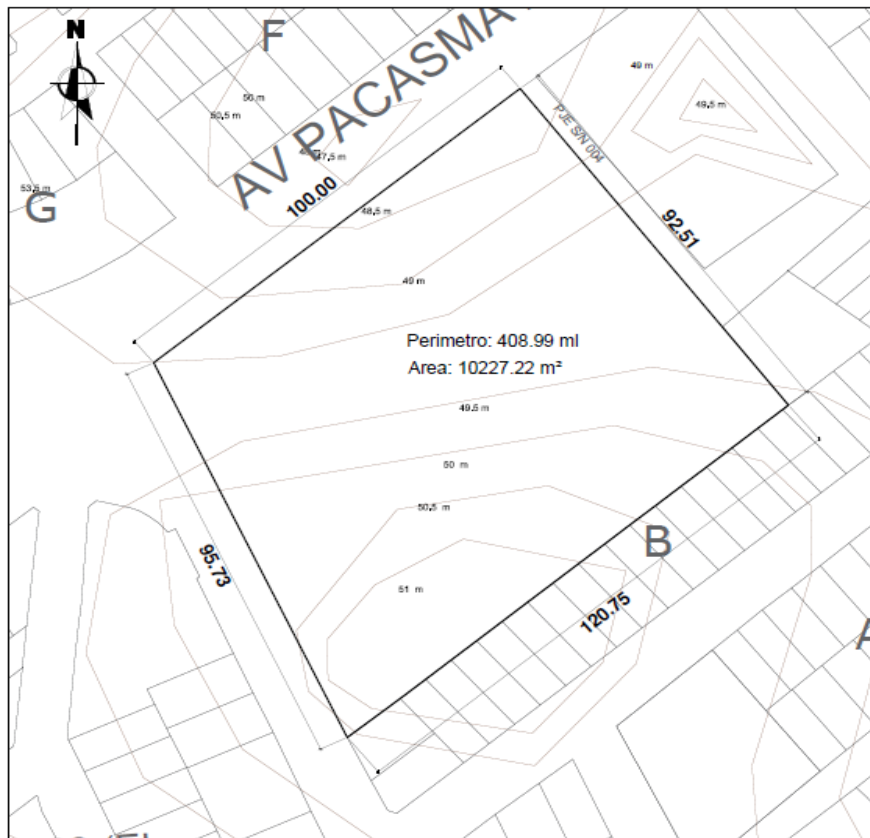 N
F
49 m
AV PACASMA
56 m
50,5 m
49,5 m
PJE S/N 004
47,5 m
53,5 m
G
100.00
48,5 m
92.51
49 m
Perimetro: 408.99 ml
Area: 10227.22 m²
49,5 m
50 m
50,5 m
B
95.73
51 m
120.75
A